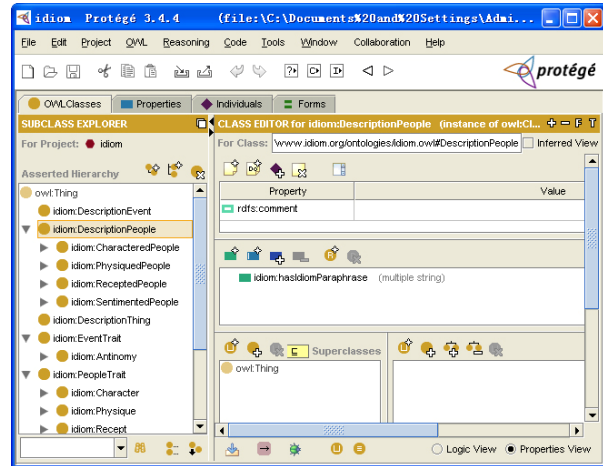 idiom Protégé 3.4.4 (file:\C:\Documents%20and%20Settings\Admi...
File Edit Project OWL Reasoning Code Tools Window Collaboration Help
protégé
OWLClasses Properties Individuals Forms
SUBCLASS EXPLORER
CLASS EDITOR for idiom:DescriptionPeople (instance of owl:Cl...
For Project: idiom
For Class: www.idiom.org/ontologies/idiom.owl#DescriptionPeople Inferred View
Asserted Hierarchy
Property Value
owl:Thing
rdfs:comment
idiom:DescriptionEvent
idiom:DescriptionPeople
idiom:CharacteredPeople
idiom:PhysiquedPeople
idiom:ReceptedPeople
idiom:SentimentedPeople
idiom:hasIdiomParaphrase (multiple string)
idiom:DescriptionThing
idiom:EventTrait
idiom:Antinomy
Superclasses
idiom:PeopleTrait
owl:Thing
idiom:Character
idiom:Physique
idiom:Recept
Logic View Properties View